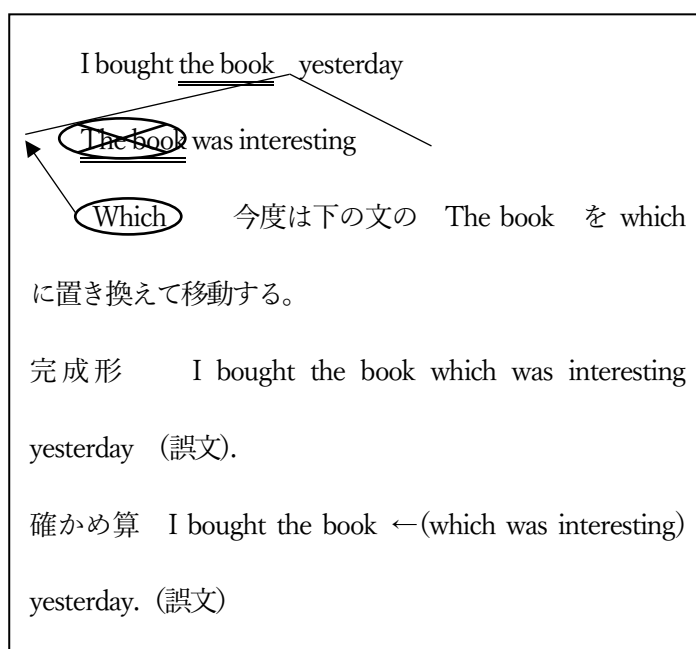 I bought the book yesterday
The book was interesting
Which 今度は下の文の The book を which
に置き換えて移動する。
完成形 I bought the book which was interesting
yesterday (誤文).
確かめ算 I bought the book ←(which was interesting)
yesterday. (誤文)